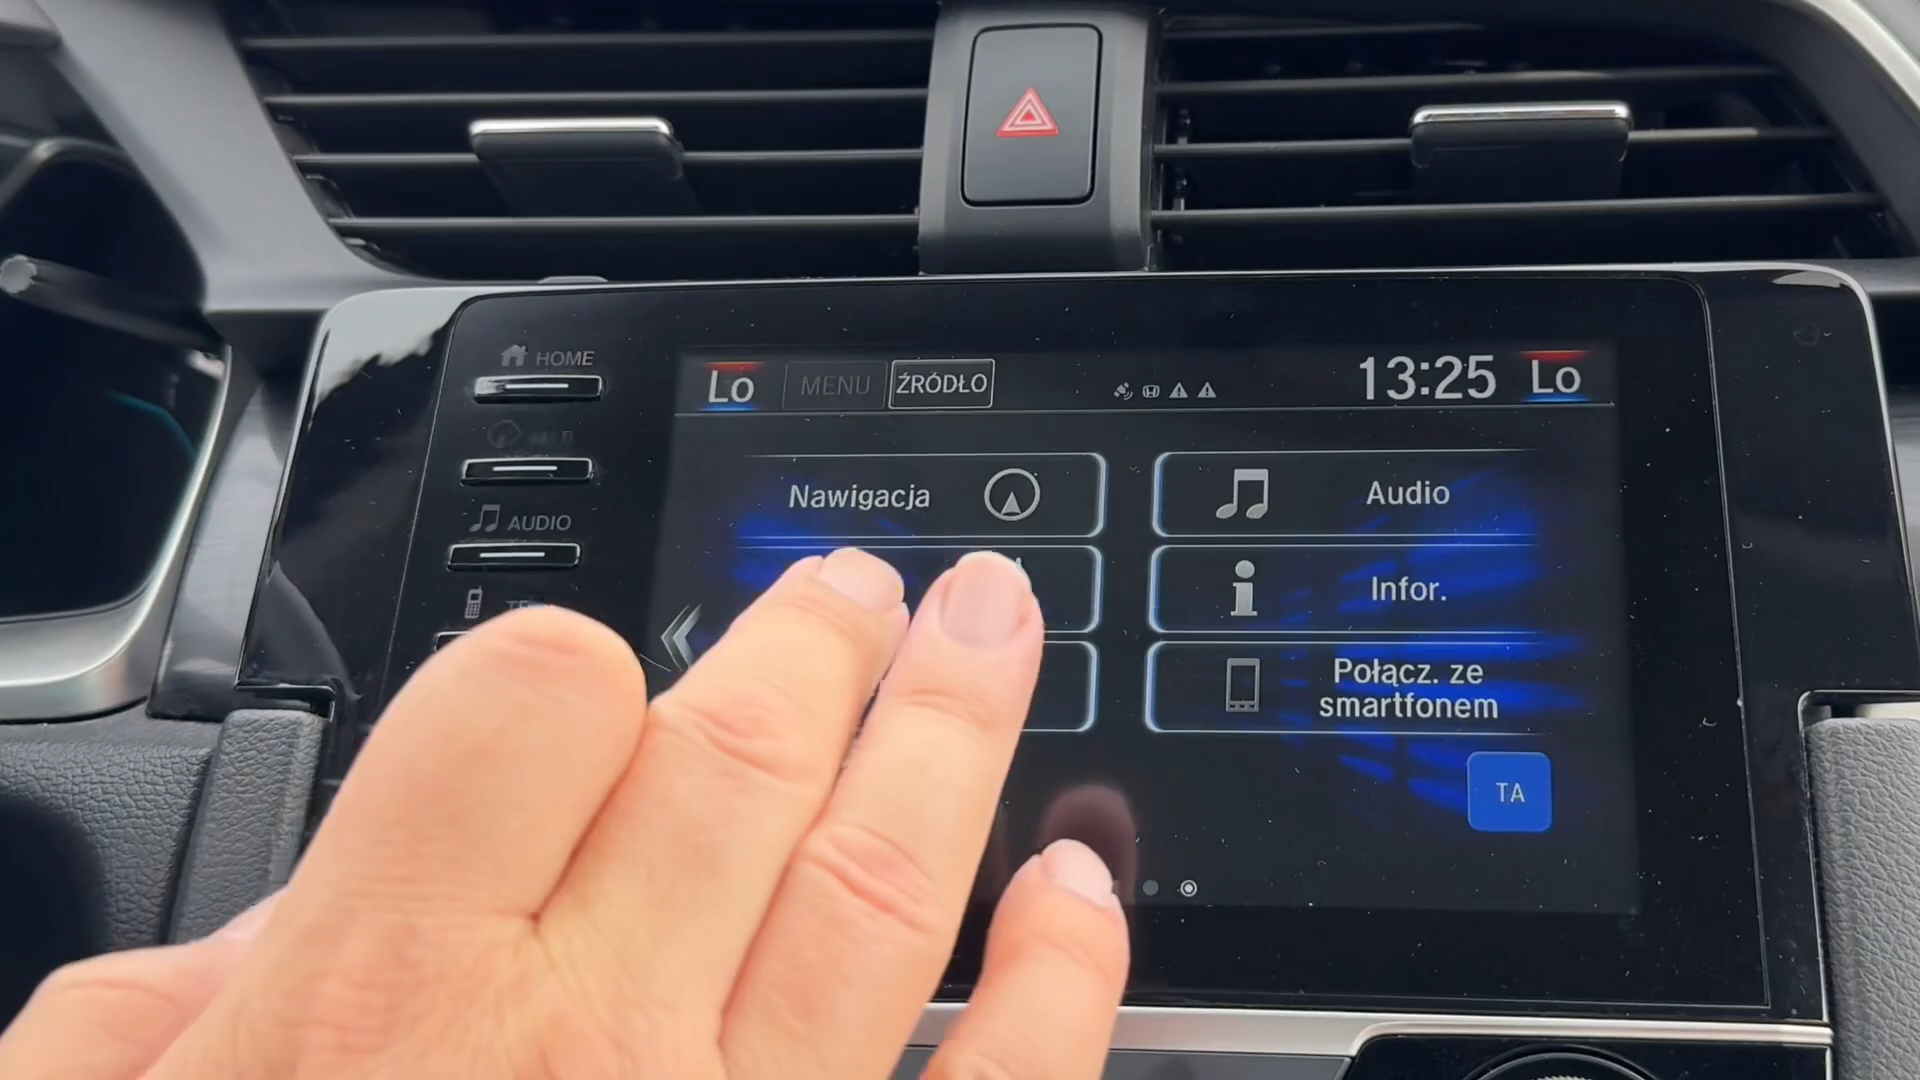 HOME
AUDIO
Lo
MENU
ŹRÓDŁO
13:25
Lo
Nawigacja
Audio
Infor.
Połącz. ze
smartfonem
TA